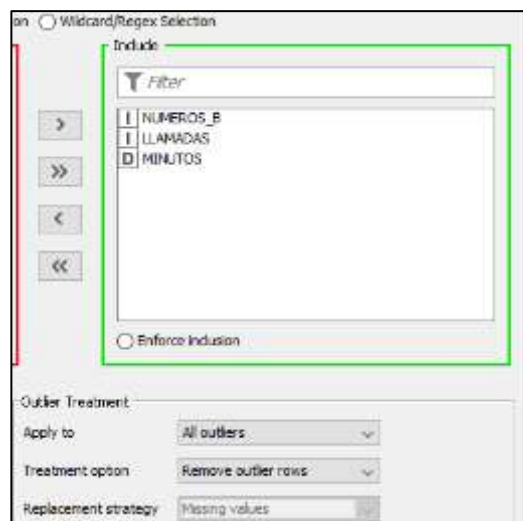 on Wildcard/Regex Selection
Include
Filter
I NUMEROS_B
I LLAMADAS
D MINUTOS
>
>>
<
<<
Enforce inclusion
Outlier Treatment
Apply to All outliers
Treatment option Remove outlier rows
Replacement strategy Missing values